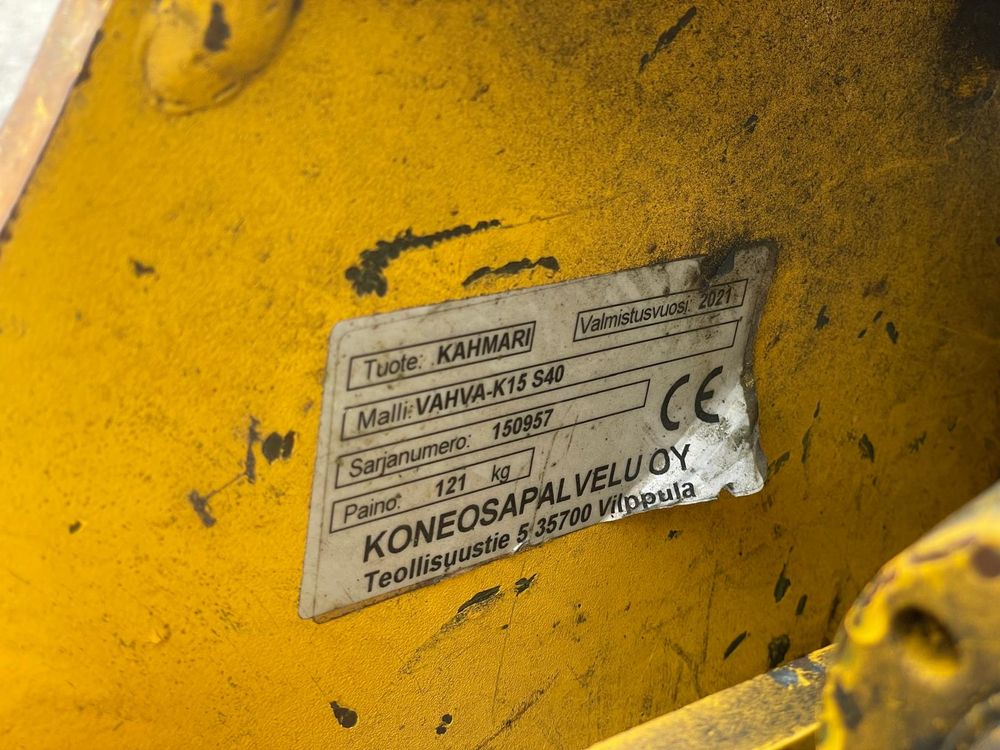 Tuote: KAHMARI
Valmistusvuosi: 2021
Malli: VAHVA-K15 S40
Sarjanumero: 150957
Paino: 121 kg
CE
KONEOSAPALVELU OY
Teollisuustie 5 35700 Vilppula